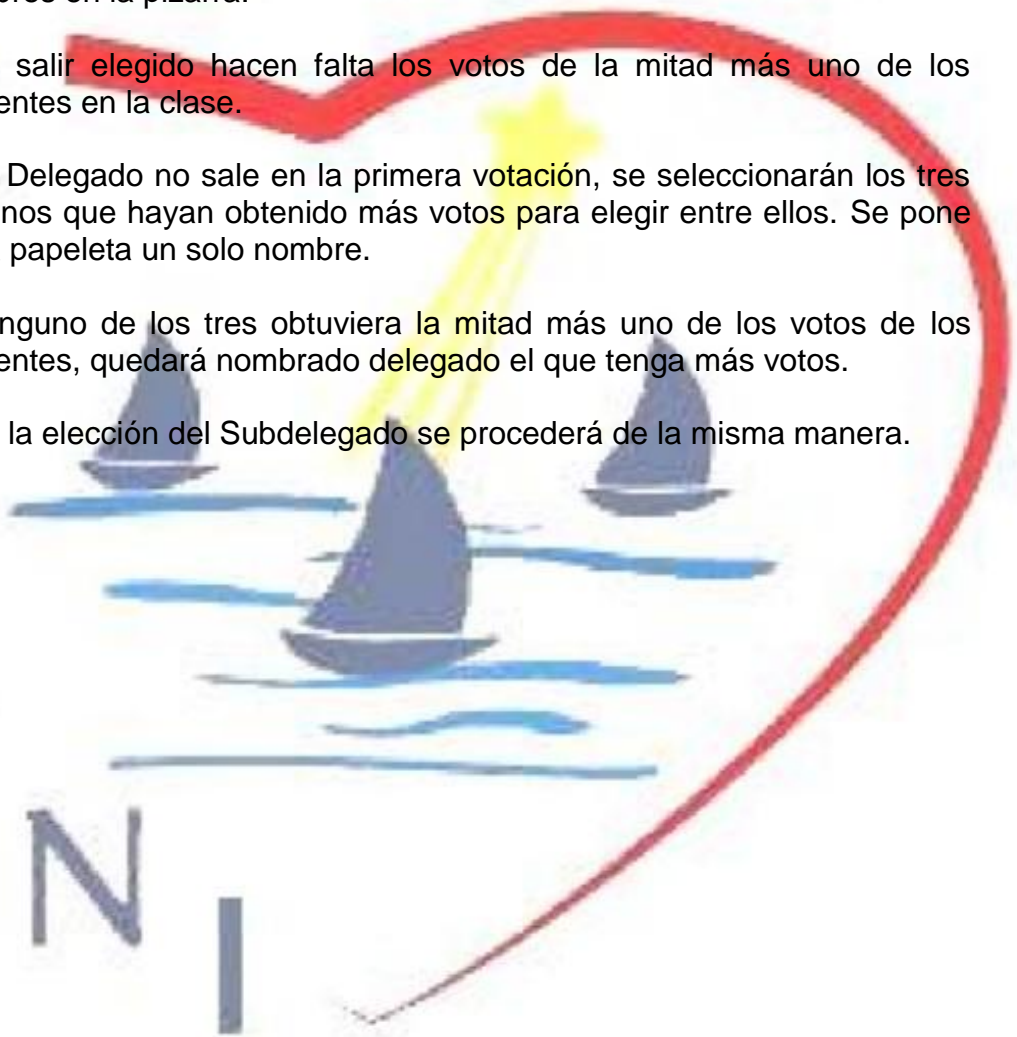 en la pizarra.
salir elegido hacen falta los votos de la mitad más uno de los
entes en la clase.
Delegado no sale en la primera votación, se seleccionarán los tres
nos que hayan obtenido más votos para elegir entre ellos. Se pone
papeleta un solo nombre.
nguno de los tres obtuviera la mitad más uno de los votos de los
entes, quedará nombrado delegado el que tenga más votos.
la elección del Subdelegado se procederá de la misma manera.
N
I